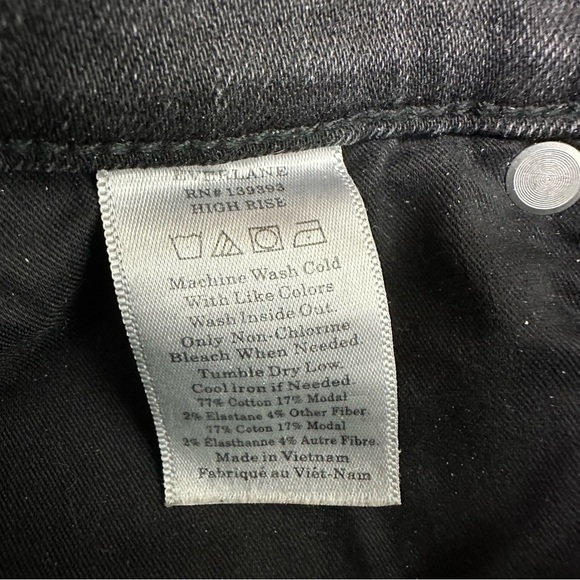 EVERLANE
RN# 139393
HIGH RISE
Machine Wash Cold
With Like Colors
Wash Inside Out.
Only Non-Chlorine
Bleach When Needed.
Tumble Dry Low.
Cool iron if Needed.
77% Cotton 17% Modal
2% Elastane 4% Other Fiber.
77% Coton 17% Modal
2% Élasthanne 4% Autre Fibre.
Made in Vietnam
Fabriqué au Viêt-Nam